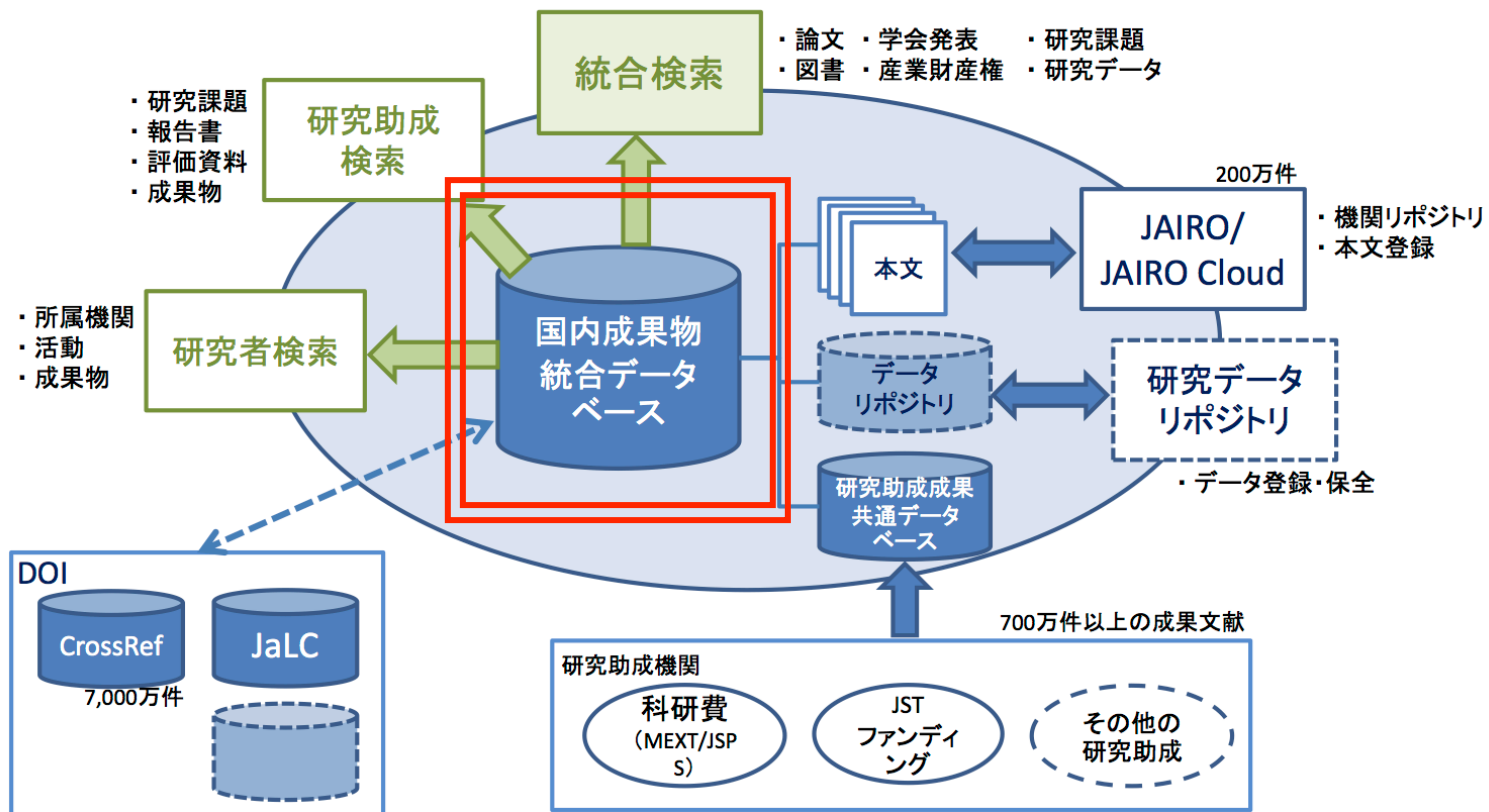 ・論文 ・学会発表 ・研究課題
・図書 ・産業財産権 ・研究データ
統合検索
・研究課題
・報告書
・評価資料
・成果物
研究助成
検索
200万件
JAIRO/
JAIRO Cloud
・機関リポジトリ
・本文登録
本文
・所属機関
・活動
・成果物
研究者検索
国内成果物
統合データ
ベース
データ
リポジトリ
研究データ
リポジトリ
・データ登録・保全
研究助成成果
共通データ
ベース
DOI
CrossRef
7,000万件
JaLC
700万件以上の成果文献
研究助成機関
科研費
（MEXT/JSP
S）
JST
ファンディ
ング
その他の
研究助成